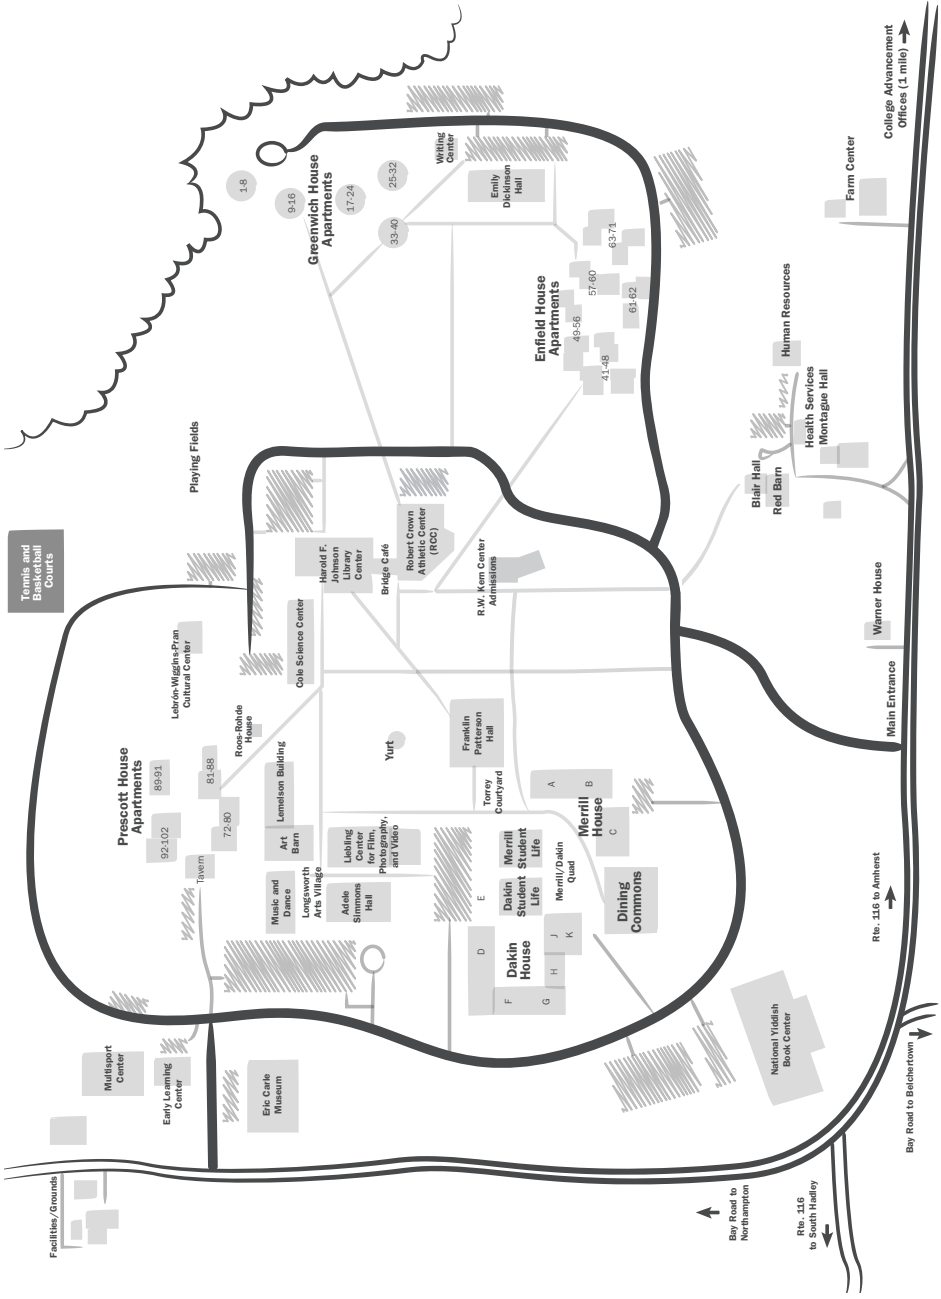 Tennis and
Basketball
Courts
Playing Fields
Greenwich House
Apartments
1-8
9-16
17-24
25-32
33-40
Writing
Center
Emily
Dickinson
Hall
Enfield House
Apartments
63-71
57-60
61-62
49-56
41-48
College Advancement
Offices (1 mile)
Farm Center
Human Resources
Health Services
Montague Hall
Blair Hall
Red Barn
Warner House
Main Entrance
Harold F.
Johnson
Library
Center
Bridge Café
Robert Crown
Athletic Center
(RCC)
R.W. Kern Center
Admissions
Cole Science Center
Lebrón-Wiggins-Pran
Cultural Center
Roos-Rohde
House
Prescott House
Apartments
89-91
81-88
92-102
72-80
Tavern
Lemelson Building
Art
Barn
Yurt
Franklin
Patterson
Hall
Torrey
Courtyard
Liebling
Center
for Film,
Photography,
and Video
Longsworth
Arts Village
Music and
Dance
Adele
Simmons
Hall
Merrill
House
A
B
C
Merrill
Student
Life
Dakin
Student
Life
Merrill/Dakin
Quad
Dining
Commons
Dakin
House
D
E
F
G
H
J
K
National Yiddish
Book Center
Multisport
Center
Early Learning
Center
Eric Carle
Museum
Facilities/Grounds
Rte. 116 to Amherst
Bay Road to Belchertown
Bay Road to
Northampton
Rte. 116
to South Hadley